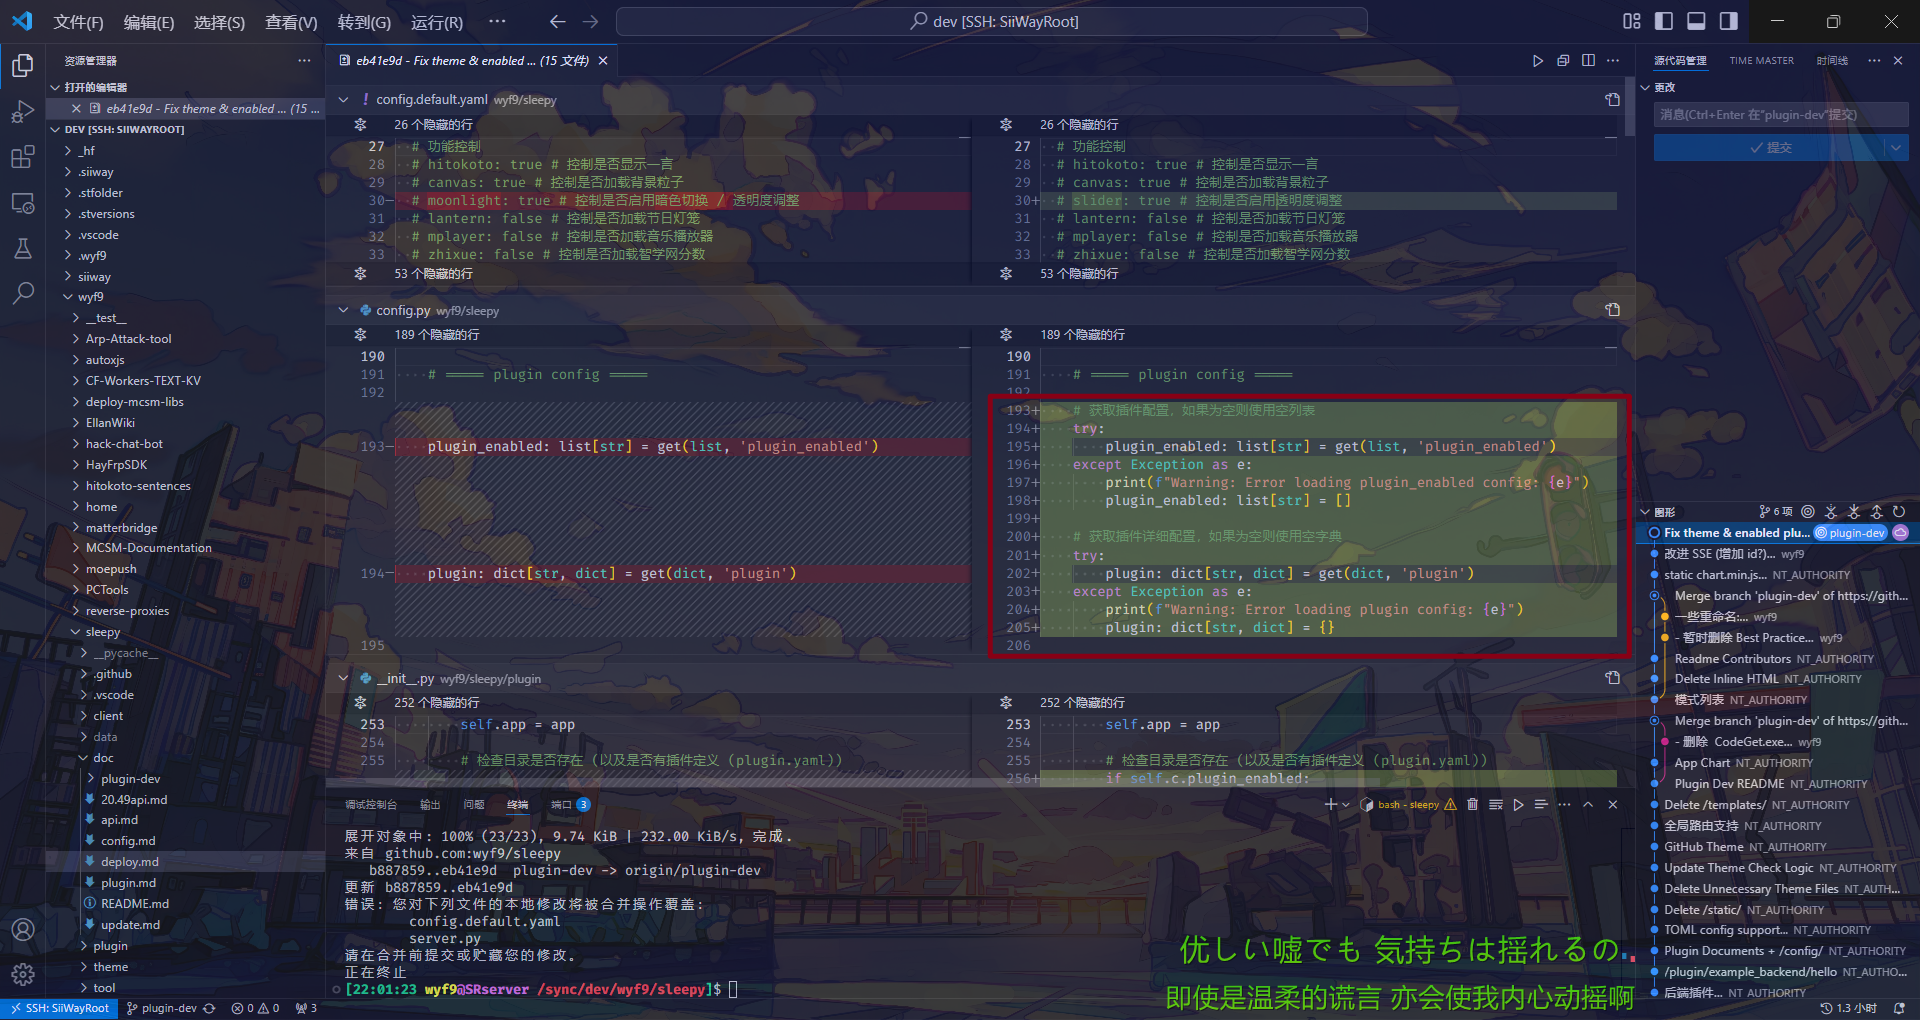 文件(F) 编辑(E) 选择(S) 查看(V) 转到(G) 运行(R) ··· dev [SSH: SiiWayRoot]
资源管理器
打开的编辑器
eb41e9d - Fix theme & enabled ... (15 ...
DEV [SSH: SIIWAYROOT]
_hf
.siiway
.stfolder
.stversions
.vscode
.wyf9
siiway
wyf9
__test__
Arp-Attack-tool
autoxjs
CF-Workers-TEXT-KV
deploy-mcsm-libs
EllanWiki
hack-chat-bot
HayFrpSDK
hitokoto-sentences
home
matterbridge
MCSM-Documentation
moepush
PCTools
reverse-proxies
sleepy
__pycache__
.github
.vscode
client
data
doc
plugin-dev
20.49api.md
api.md
config.md
deploy.md
plugin.md
README.md
update.md
plugin
theme
tool
eb41e9d - Fix theme & enabled ... (15 文件)
config.default.yaml wyf9/sleepy
26 个隐藏的行
27 # 功能控制
28 # hitokoto: true # 控制是否显示一言
29 # canvas: true # 控制是否加载背景粒子
30- # moonlight: true # 控制是否启用暗色切换 / 透明度调整
31 # lantern: false # 控制是否加载节日灯笼
32 # mplayer: false # 控制是否加载音乐播放器
33 # zhixue: false # 控制是否加载智学网分数
53 个隐藏的行
26 个隐藏的行
27 # 功能控制
28 # hitokoto: true # 控制是否显示一言
29 # canvas: true # 控制是否加载背景粒子
30+ # slider: true # 控制是否启用透明度调整
31 # lantern: false # 控制是否加载节日灯笼
32 # mplayer: false # 控制是否加载音乐播放器
33 # zhixue: false # 控制是否加载智学网分数
53 个隐藏的行
config.py wyf9/sleepy
189 个隐藏的行
190
191 # ===== plugin config =====
192
193- plugin_enabled: list[str] = get(list, 'plugin_enabled')
194- plugin: dict[str, dict] = get(dict, 'plugin')
195
189 个隐藏的行
190
191 # ===== plugin config =====
192
193+ # 获取插件配置，如果为空则使用空列表
194+ try:
195+ plugin_enabled: list[str] = get(list, 'plugin_enabled')
196+ except Exception as e:
197+ print(f"Warning: Error loading plugin_enabled config: {e}")
198+ plugin_enabled: list[str] = []
199+
200+ # 获取插件详细配置，如果为空则使用空字典
201+ try:
202+ plugin: dict[str, dict] = get(dict, 'plugin')
203+ except Exception as e:
204+ print(f"Warning: Error loading plugin config: {e}")
205+ plugin: dict[str, dict] = {}
206
__init__.py wyf9/sleepy/plugin
252 个隐藏的行
253 self.app = app
254
255 # 检查目录是否存在 (以及是否有插件定义 (plugin.yaml))
252 个隐藏的行
253 self.app = app
254
255 # 检查目录是否存在 (以及是否有插件定义 (plugin.yaml))
256+ if self.c.plugin_enabled:
调试控制台 输出 问题 终端 端口 3 bash - sleepy
展开对象中: 100% (23/23), 9.74 KiB | 232.00 KiB/s, 完成.
来自 github.com:wyf9/sleepy
b887859..eb41e9d plugin-dev -> origin/plugin-dev
更新 b887859..eb41e9d
错误: 您对下列文件的本地修改将被合并操作覆盖:
config.default.yaml
server.py
请在合并前提交或贮藏您的修改。
正在终止
[22:01:23 wyf9@SRserver /sync/dev/wyf9/sleepy]$
优しい嘘でも 気持ちは揺れるの
即使是温柔的谎言 亦会使我内心动摇啊
源代码管理 TIME MASTER 时间线
更改
消息(Ctrl+Enter 在"plugin-dev"提交)
提交
图形 6 项
Fix theme & enabled plu... plugin-dev
改进 SSE (增加 id?)... wyf9
static chart.min.js... NT_AUTHORITY
Merge branch 'plugin-dev' of https://gith...
一些重命名:... wyf9
- 暂时删除 Best Practice... wyf9
Readme Contributors NT_AUTHORITY
Delete Inline HTML NT_AUTHORITY
模式列表 NT_AUTHORITY
Merge branch 'plugin-dev' of https://gith...
- 删除 CodeGet.exe... wyf9
App Chart NT_AUTHORITY
Plugin Dev README NT_AUTHORITY
Delete /templates/ NT_AUTHORITY
全局路由支持 NT_AUTHORITY
GitHub Theme NT_AUTHORITY
Update Theme Check Logic NT_AUTHORITY
Delete Unnecessary Theme Files NT_AUTH...
Delete /static/ NT_AUTHORITY
TOML config support... NT_AUTHORITY
Plugin Documents + /config/ NT_AUTHORITY
/plugin/example_backend/hello NT_AUTHO...
后端插件... NT_AUTHORITY
SSH: SiiWayRoot plugin-dev 0 0 3 1.3 小时